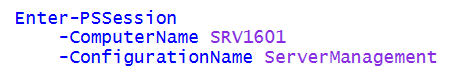 Enter-PSSession
-ComputerName SRV1601
-ConfigurationName ServerManagement